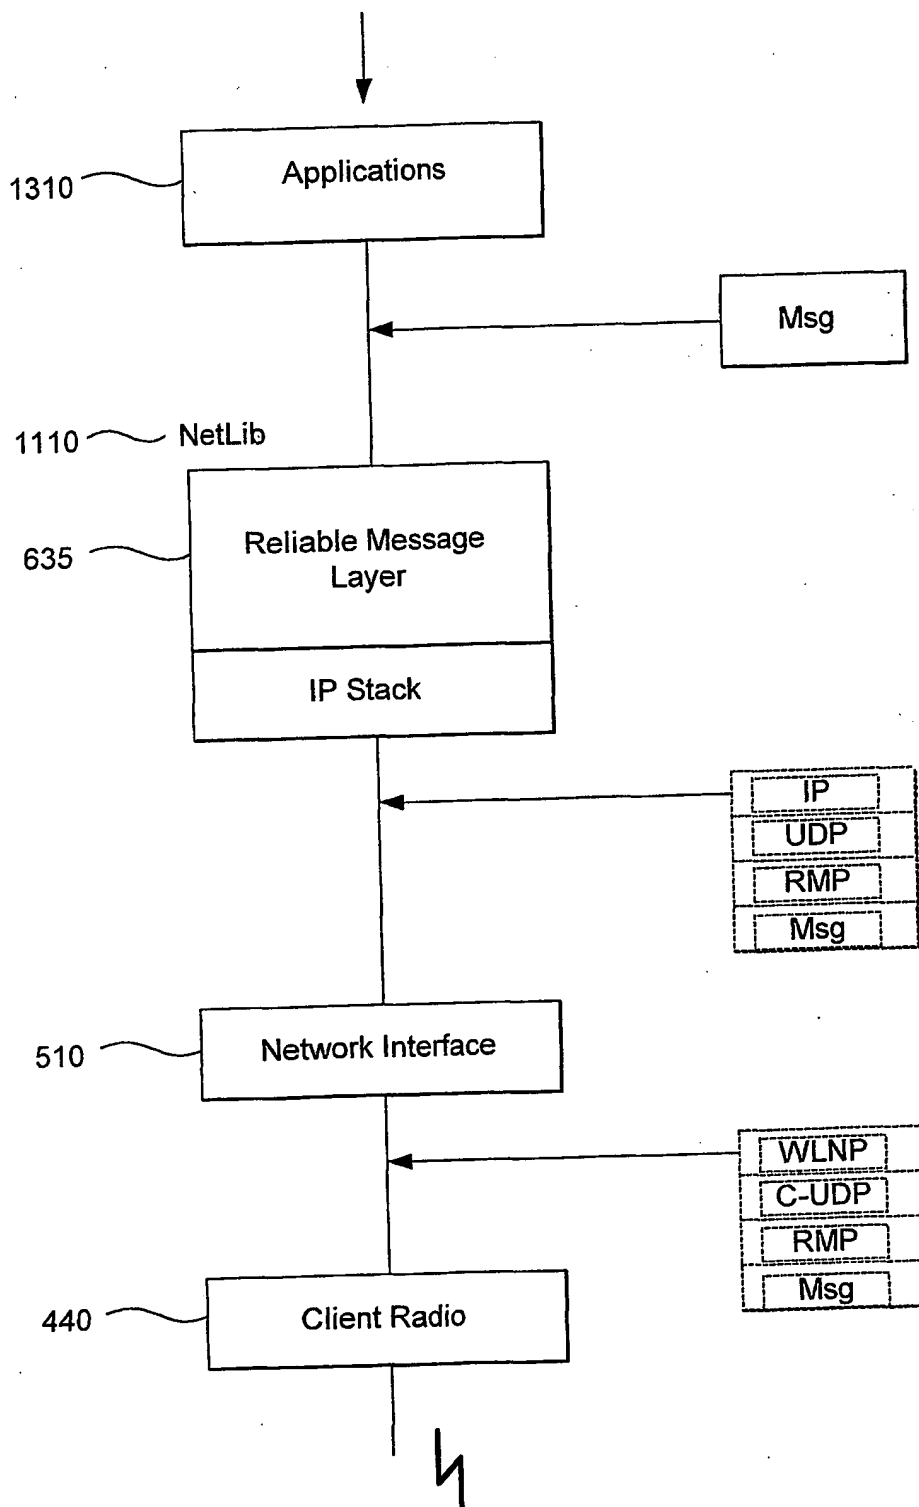 Applications
1310
Msg
1110
NetLib
635
Reliable Message
Layer
IP Stack
IP
UDP
RMP
Msg
510
Network Interface
WLNP
C-UDP
RMP
Msg
440
Client Radio